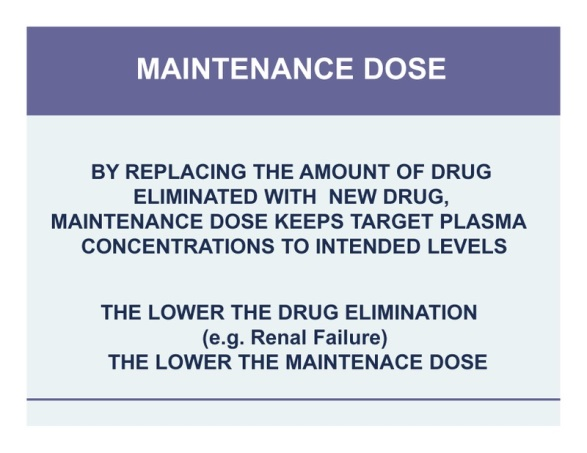 MAINTENANCE DOSE
BY REPLACING THE AMOUNT OF DRUG
ELIMINATED WITH  NEW DRUG,
MAINTENANCE DOSE KEEPS TARGET PLASMA
CONCENTRATIONS TO INTENDED LEVELS
THE LOWER THE DRUG ELIMINATION
(e.g. Renal Failure)
THE LOWER THE MAINTENACE DOSE